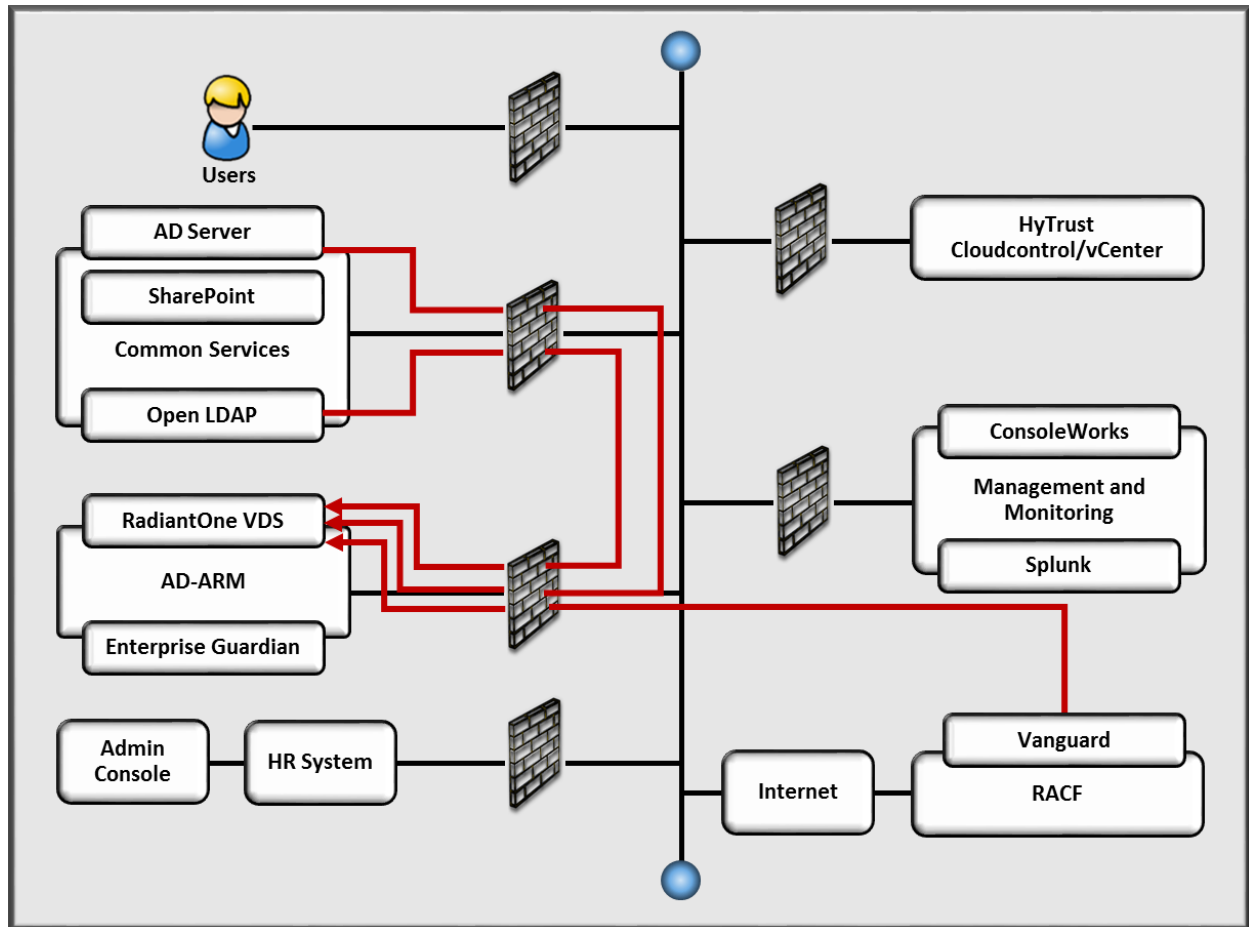 Users
AD Server
SharePoint
Common Services
Open LDAP
RadiantOne VDS
AD-ARM
Enterprise Guardian
Admin
Console
HR System
HyTrust
Cloudcontrol/vCenter
ConsoleWorks
Management and
Monitoring
Splunk
Vanguard
Internet
RACF